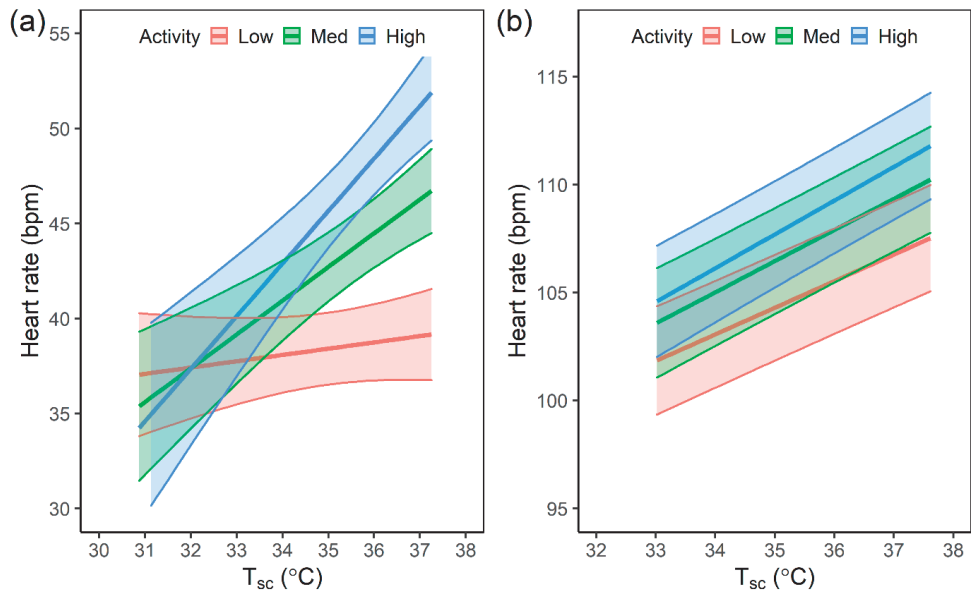 (a)
Activity Low Med High
55
50
45
40
35
30
Heart rate (bpm)
30 31 32 33 34 35 36 37 38
Tsc (°C)
(b)
Activity Low Med High
115
110
105
100
95
Heart rate (bpm)
32 33 34 35 36 37 38
Tsc (°C)